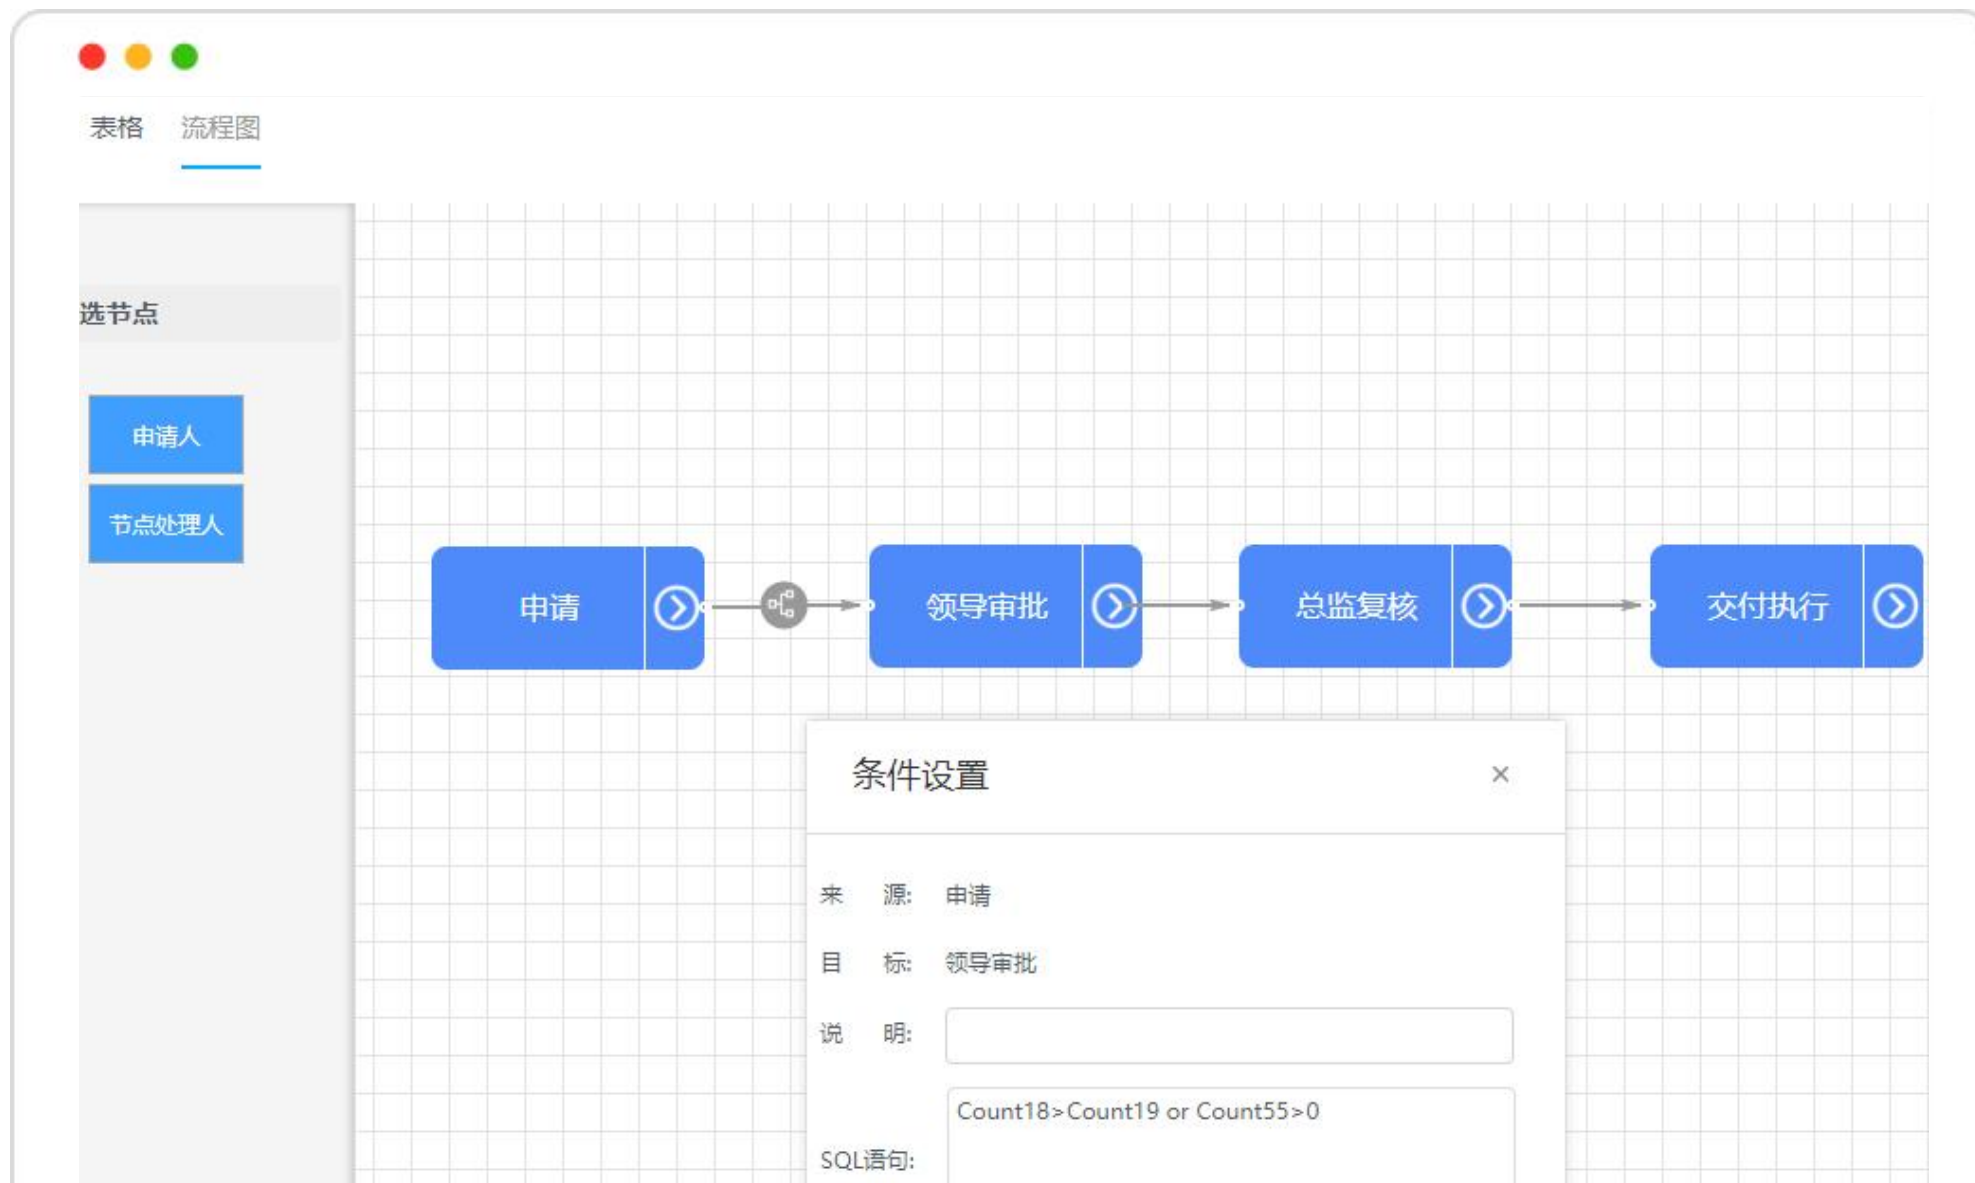 表格 流程图
选节点
申请人
节点处理人
申请 领导审批 总监复核 交付执行
条件设置
来 源: 申请
目 标: 领导审批
说 明:
Count18>Count19 or Count55>0
SQL语句: